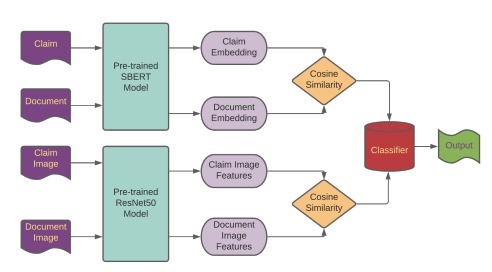 Claim
Document
Pre-trained
SBERT
Model
Claim
Embedding
Document
Embedding
Cosine
Similarity
Claim
Image
Document
Image
Pre-trained
ResNet50
Model
Claim Image
Features
Document
Image
Features
Cosine
Similarity
Classifier
Output